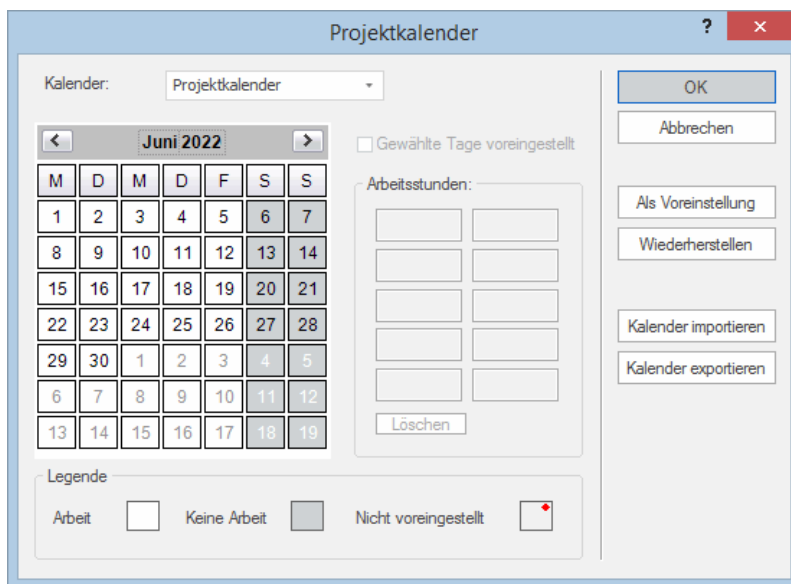 Projektkalender
?
Kalender:
Projektkalender
Juni 2022
M D M D F S S
1 2 3 4 5 6 7
8 9 10 11 12 13 14
15 16 17 18 19 20 21
22 23 24 25 26 27 28
29 30 1 2 3 4 5
6 7 8 9 10 11 12
13 14 15 16 17 18 19
Gewählte Tage voreingestellt
Arbeitsstunden:
Löschen
Legende
Arbeit
Keine Arbeit
Nicht voreingestellt
OK
Abbrechen
Als Voreinstellung
Wiederherstellen
Kalender importieren
Kalender exportieren